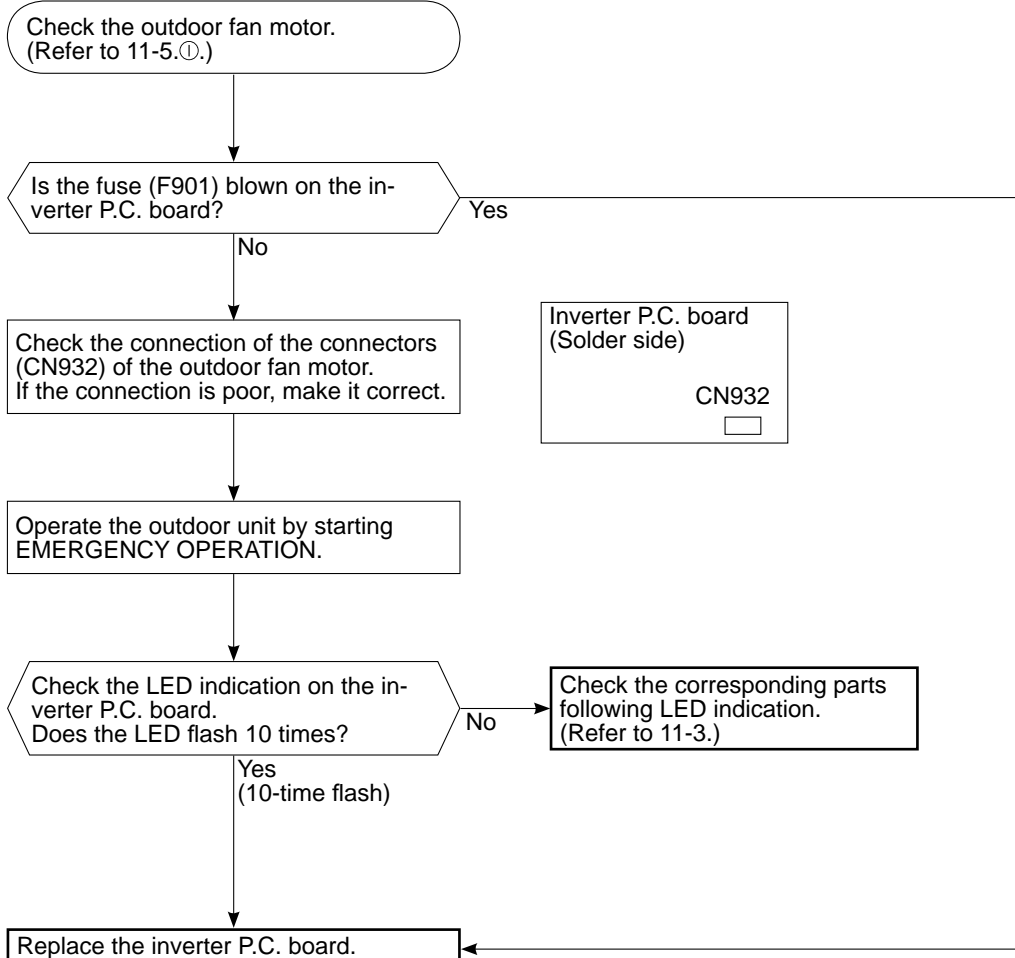 Check the outdoor fan motor.
(Refer to 11-5.Ⓘ.)
Is the fuse (F901) blown on the in-
verter P.C. board?
Yes
No
Check the connection of the connectors
(CN932) of the outdoor fan motor.
If the connection is poor, make it correct.
Inverter P.C. board
(Solder side)
CN932
Operate the outdoor unit by starting
EMERGENCY OPERATION.
Check the LED indication on the in-
verter P.C. board.
Does the LED flash 10 times?
No
Check the corresponding parts
following LED indication.
(Refer to 11-3.)
Yes
(10-time flash)
Replace the inverter P.C. board.